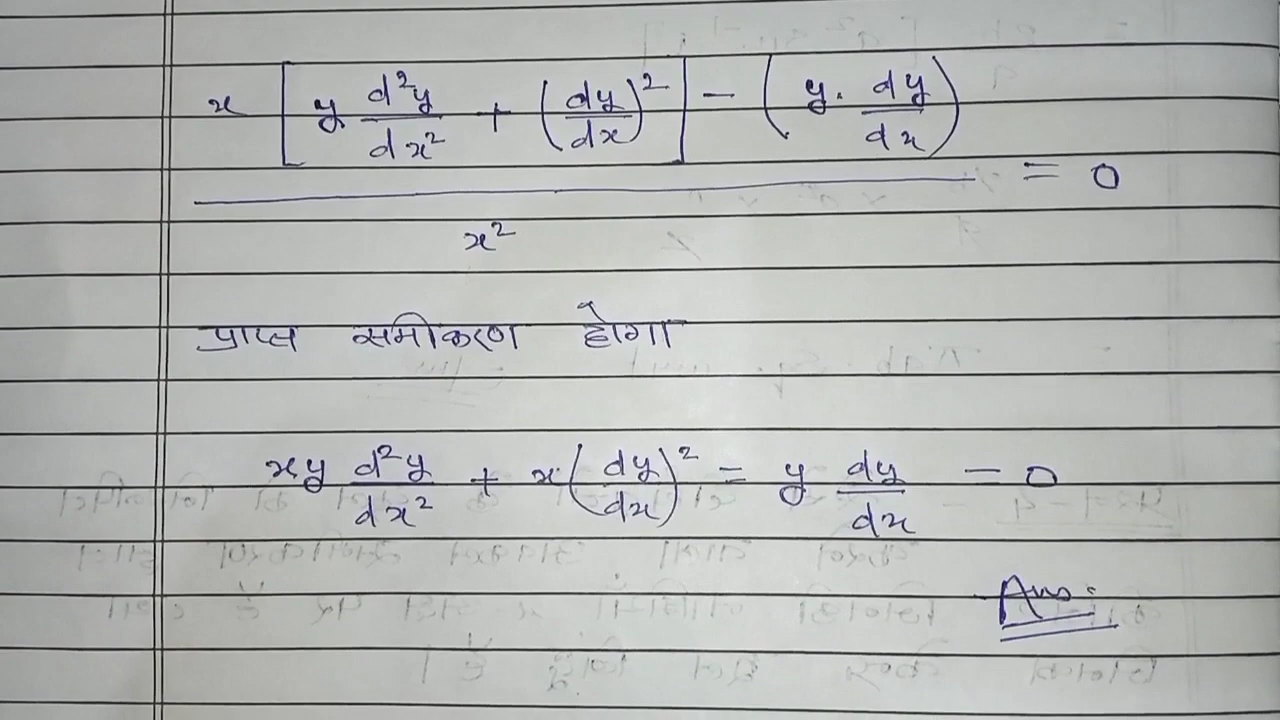 x [ y d²y/dx² + (dy/dx)² ] - ( y. dy/dx ) / x² = 0
प्राप्त समीकरण होगा
xy d²y/dx² + x (dy/dx)² = y dy/dx - 0
Ans: